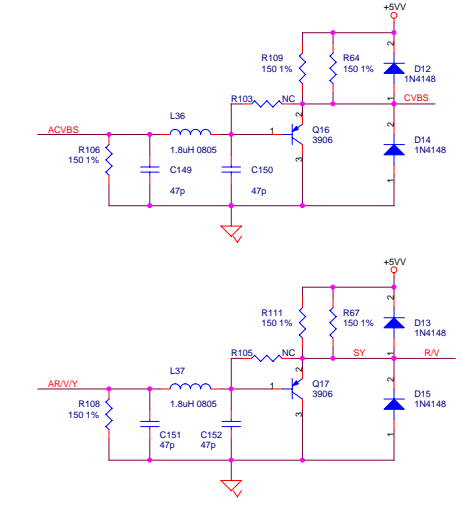 +5VV
R109
150 1%
R64
150 1%
2
D12
1N4148
R103
NC
1
CVBS
L36
2
2
ACVBS
1
Q16
3906
D14
1N4148
R106
150 1%
1.8uH 0805
3
C149
C150
1
47p
47p
+5VV
2
R111
150 1%
R67
150 1%
D13
1N4148
R105
NC
SY
1
R/V
L37
2
2
AR/V/Y
1
Q17
3906
D15
1N4148
R108
150 1%
1.8uH 0805
3
C151
47p
C152
47p
1